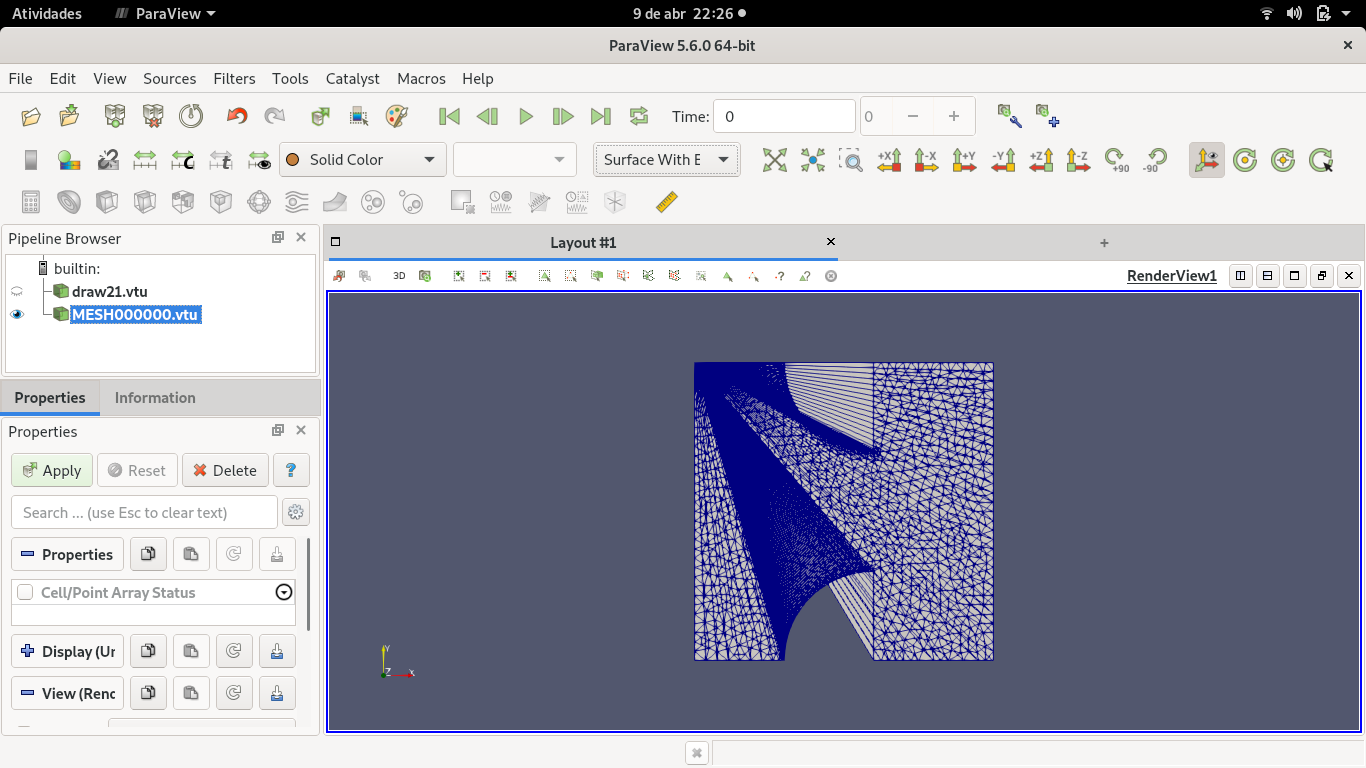 Atividades ParaView 9 de abr 22:26
ParaView 5.6.0 64-bit
File Edit View Sources Filters Tools Catalyst Macros Help
Time: 0 0
Solid Color Surface With E +X -X +Y -Y +Z -Z +90 -90
Pipeline Browser
builtin:
draw21.vtu
MESH000000.vtu
Properties Information
Properties
Apply Reset Delete ?
Search ... (use Esc to clear text)
Properties
Cell/Point Array Status
Display (Ur
View (Renc
Layout #1
3D RenderView1
Y
Z X